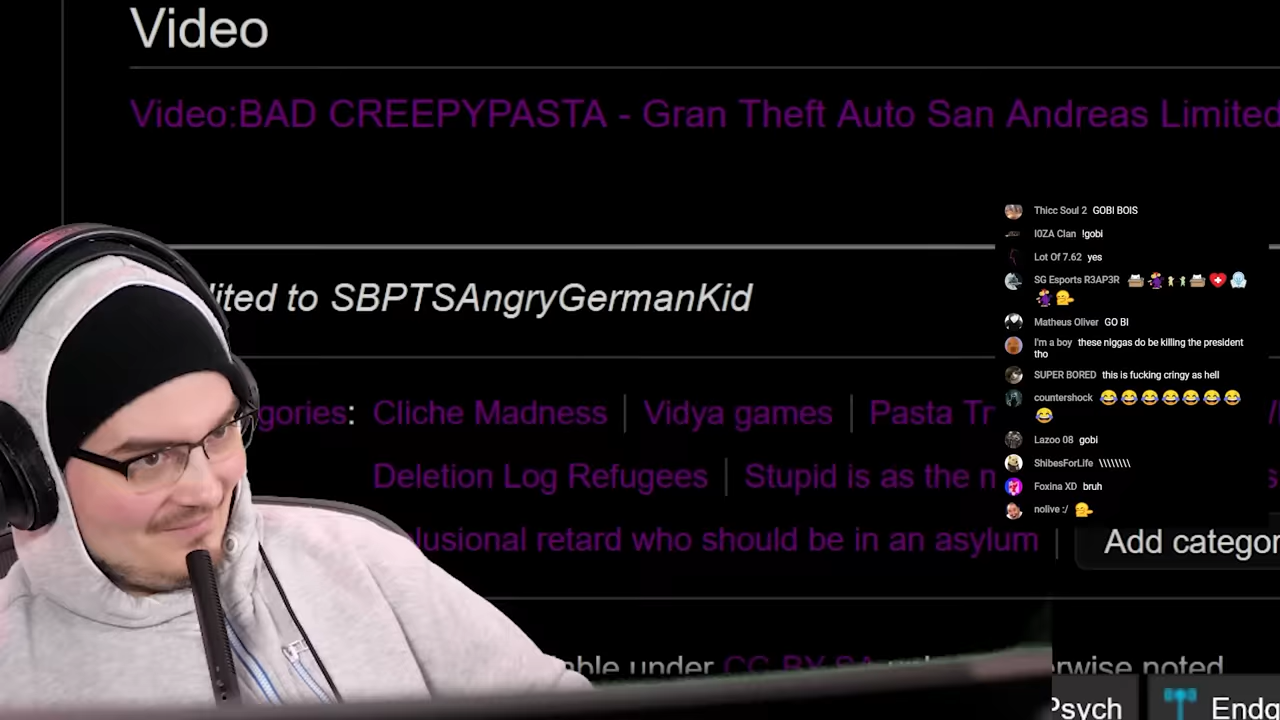 Video
Video:BAD CREEPYPASTA - Gran Theft Auto San Andreas Limited
Thicc Soul 2 GOBI BOIS
I0ZA Clan !gobi
Lot Of 7.62 yes
SG Esports R3AP3R
ited to SBPTSAngryGermanKid
Matheus Oliver GO BI
I'm a boy these niggas do be killing the president
tho
SUPER BORED this is fucking cringy as hell
countershock 😂😂😂😂😂😂😂
😂
gories: Cliche Madness | Vidya games | Pasta Tr
Lazoo 08 gobi
ShibesForLife \\\\\\\\
Deletion Log Refugees | Stupid is as the n
Foxina XD bruh
nolive :/
lusional retard who should be in an asylum | Add categor
able under CC-BY-SA erwise noted
Psych Endo